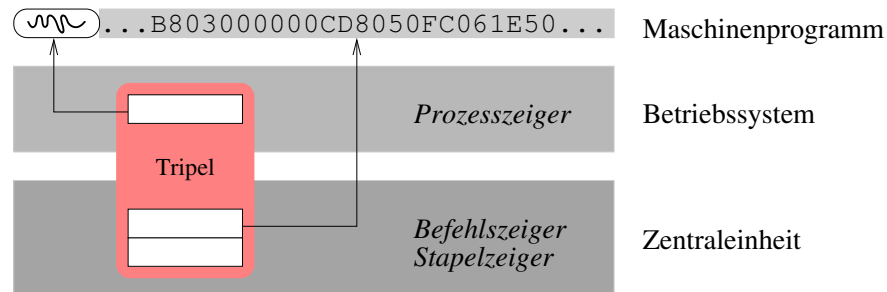 ...B803000000CD8050FC061E50... Maschinenprogramm
Prozesszeiger Betriebssystem
Tripel
Befehlszeiger
Stapelzeiger
Zentraleinheit